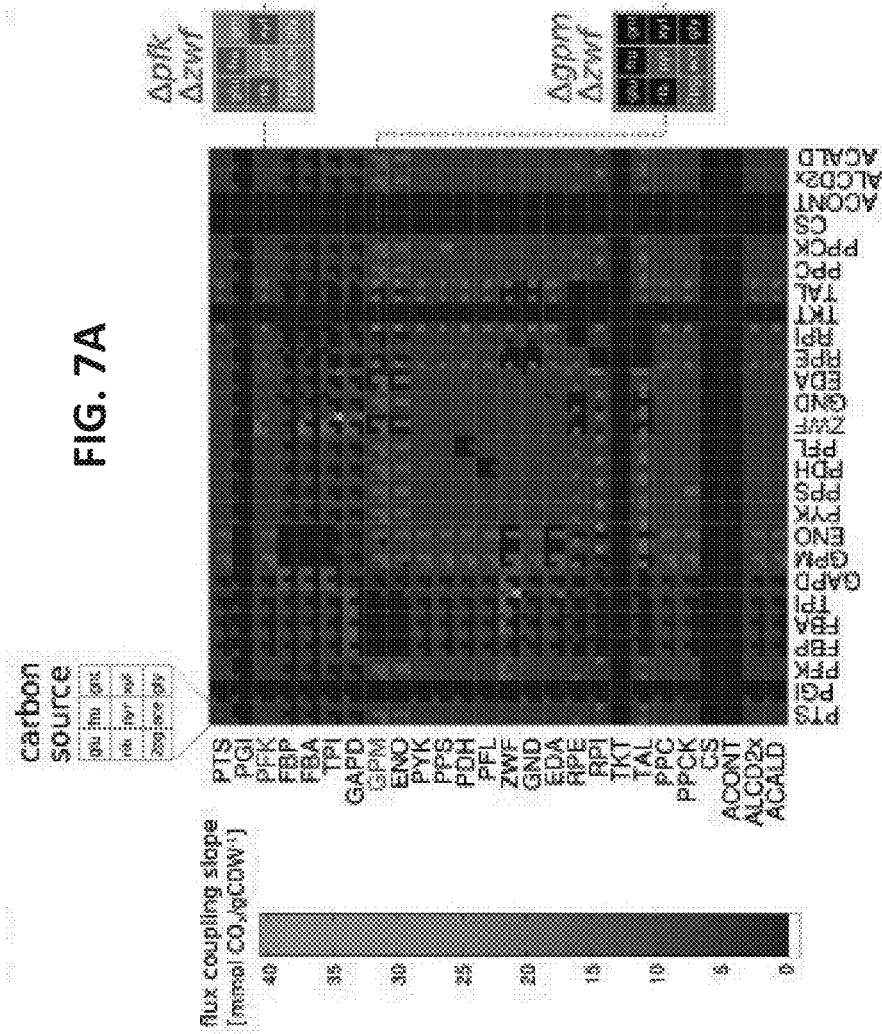 FIG. 7A
carbon
source
glu fru gnt
rib
ace gly
Δpfk
Δzwf
Δgpm
Δzwf
flux coupling slope
[mmol CO₂/gCDW⁻¹]
40
35
30
25
20
15
10
5
0
PTS
PGI
PFK
FBP
FBA
TPI
GAPD
GPM
ENO
PYK
PPS
PDH
PFL
ZWF
GND
EDA
RPE
RPI
TKT
TAL
PPC
PPCK
CS
ACONT
ALCD2x
ACALD
PTS
PGI
PFK
FBP
FBA
TPI
GAPD
GPM
ENO
PYK
PPS
PDH
PFL
ZWF
GND
EDA
RPE
RPI
TKT
TAL
PPC
PPCK
CS
ACONT
ALCD2x
ACALD